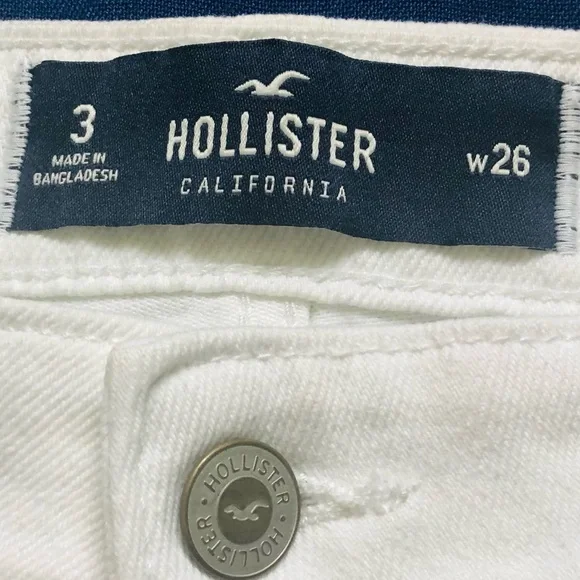 3
MADE IN
BANGLADESH
HOLLISTER
CALIFORNIA
W26
HOLLISTER · HOLLISTER ·